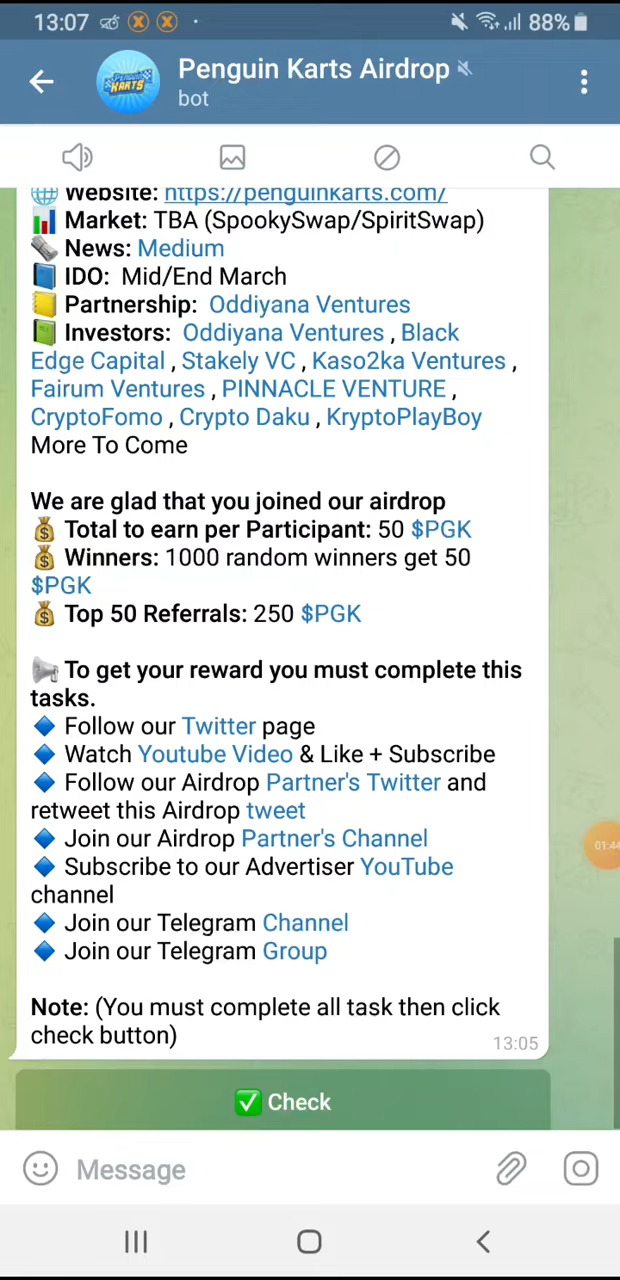 13:07
88%
PENGUIN KARTS
Penguin Karts Airdrop
bot
Website: https://penguinkarts.com/
Market: TBA (SpookySwap/SpiritSwap)
News: Medium
IDO: Mid/End March
Partnership: Oddiyana Ventures
Investors: Oddiyana Ventures , Black
Edge Capital , Stakely VC , Kaso2ka Ventures ,
Fairum Ventures , PINNACLE VENTURE ,
CryptoFomo , Crypto Daku , KryptoPlayBoy
More To Come
We are glad that you joined our airdrop
Total to earn per Participant: 50 $PGK
Winners: 1000 random winners get 50
$PGK
Top 50 Referrals: 250 $PGK
To get your reward you must complete this
tasks.
Follow our Twitter page
Watch Youtube Video & Like + Subscribe
Follow our Airdrop Partner's Twitter and
retweet this Airdrop tweet
Join our Airdrop Partner's Channel
01:44
Subscribe to our Advertiser YouTube
channel
Join our Telegram Channel
Join our Telegram Group
Note: (You must complete all task then click
check button)
13:05
Check
Message